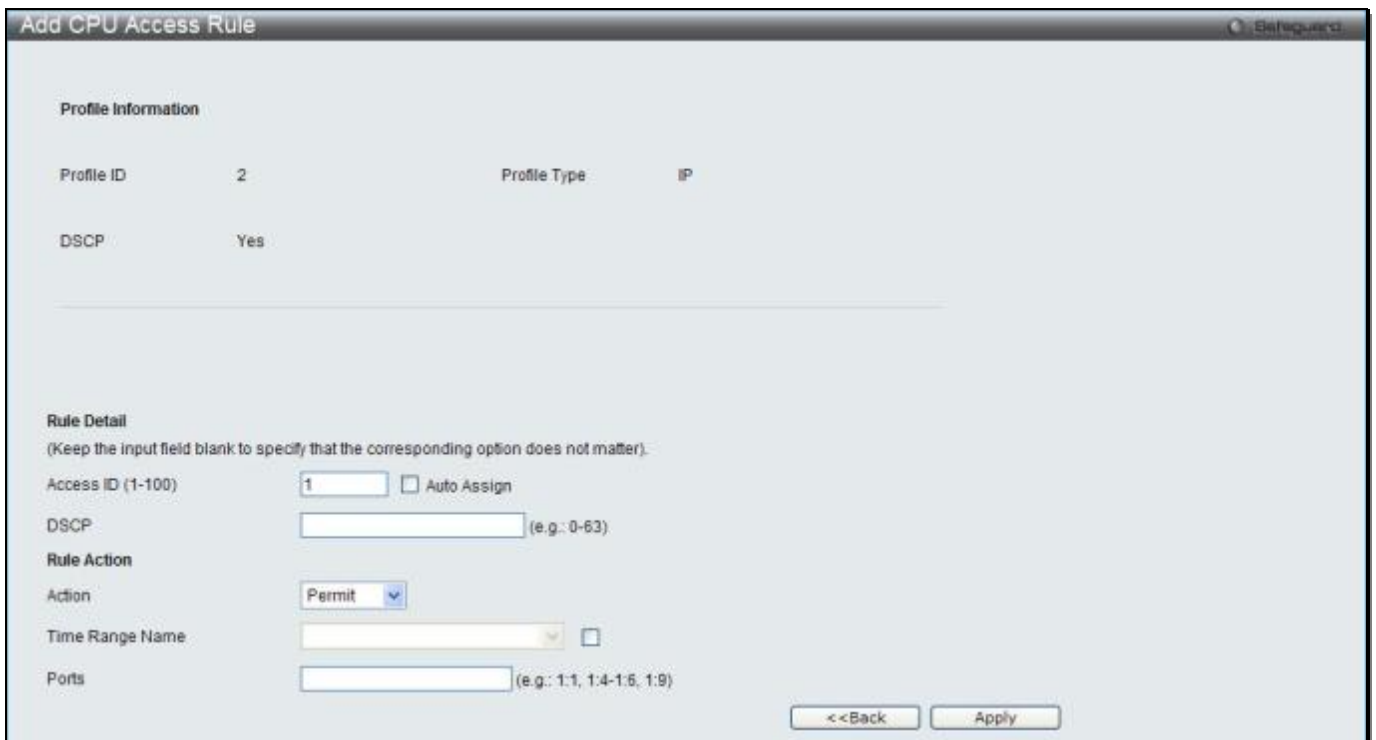 Add CPU Access Rule
Safeguard
Profile Information
Profile ID 2 Profile Type IP
DSCP Yes
Rule Detail
(Keep the input field blank to specify that the corresponding option does not matter).
Access ID (1-100) 1 Auto Assign
DSCP (e.g.: 0-63)
Rule Action
Action Permit
Time Range Name
Ports (e.g.: 1:1, 1:4-1:6, 1:9)
<<Back Apply